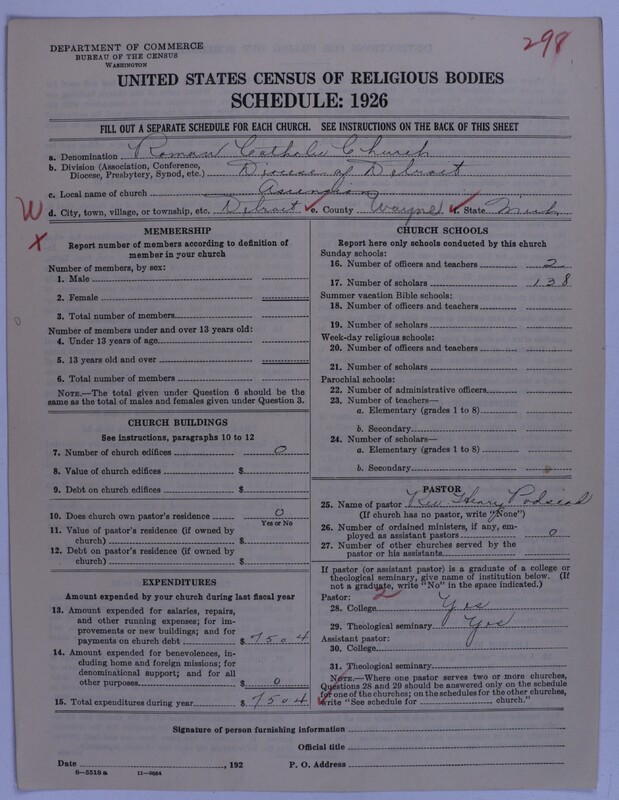 DEPARTMENT OF COMMERCE
BUREAU OF THE CENSUS
WASHINGTON
298
UNITED STATES CENSUS OF RELIGIOUS BODIES
SCHEDULE: 1926
FILL OUT A SEPARATE SCHEDULE FOR EACH CHURCH. SEE INSTRUCTIONS ON THE BACK OF THIS SHEET
a. Denomination Roman Catholic Church
b. Division (Association, Conference,
Diocese, Presbytery, Synod, etc.) Diocese of Detroit
c. Local name of church Ascension
W d. City, town, village, or township, etc. Detroit e. County Wayne f. State Mich
X
MEMBERSHIP
Report number of members according to definition of
member in your church
Number of members, by sex:
1. Male
2. Female
3. Total number of members
Number of members under and over 13 years old:
4. Under 13 years of age
5. 13 years old and over
6. Total number of members
NOTE.—The total given under Question 6 should be the
same as the total of males and females given under Question 3.
CHURCH BUILDINGS
See instructions, paragraphs 10 to 12
7. Number of church edifices 0
8. Value of church edifices $
9. Debt on church edifices $
10. Does church own pastor's residence 0
Yes or No
11. Value of pastor's residence (if owned by
church) $
12. Debt on pastor's residence (if owned by
church) $
EXPENDITURES
Amount expended by your church during last fiscal year
13. Amount expended for salaries, repairs,
and other running expenses; for im-
provements or new buildings; and for
payments on church debt $ 7504
14. Amount expended for benevolences, in-
cluding home and foreign missions; for
denominational support; and for all
other purposes $ 0
15. Total expenditures during year $ 7504
CHURCH SCHOOLS
Report here only schools conducted by this church
Sunday schools:
16. Number of officers and teachers 2
17. Number of scholars 138
Summer vacation Bible schools:
18. Number of officers and teachers
19. Number of scholars
Week-day religious schools:
20. Number of officers and teachers
21. Number of scholars
Parochial schools:
22. Number of administrative officers
23. Number of teachers—
a. Elementary (grades 1 to 8)
b. Secondary
24. Number of scholars—
a. Elementary (grades 1 to 8)
b. Secondary
PASTOR
25. Name of pastor Rev Henry
(If church has no pastor, write "None")
26. Number of ordained ministers, if any, em-
ployed as assistant pastors 0
27. Number of other churches served by the
pastor or his assistants
If pastor (or assistant pastor) is a graduate of a college or
theological seminary, give name of institution below. (If
not a graduate, write "No" in the space indicated.)
Pastor: 2
28. College Yes
29. Theological seminary Yes
Assistant pastor:
30. College
31. Theological seminary
NOTE.—Where one pastor serves two or more churches,
Questions 28 and 29 should be answered only on the schedule
for one of the churches; on the schedules for the other churches,
write "See schedule for church."
Signature of person furnishing information
Official title
Date , 192 P. O. Address
8—5518 a 11—9664